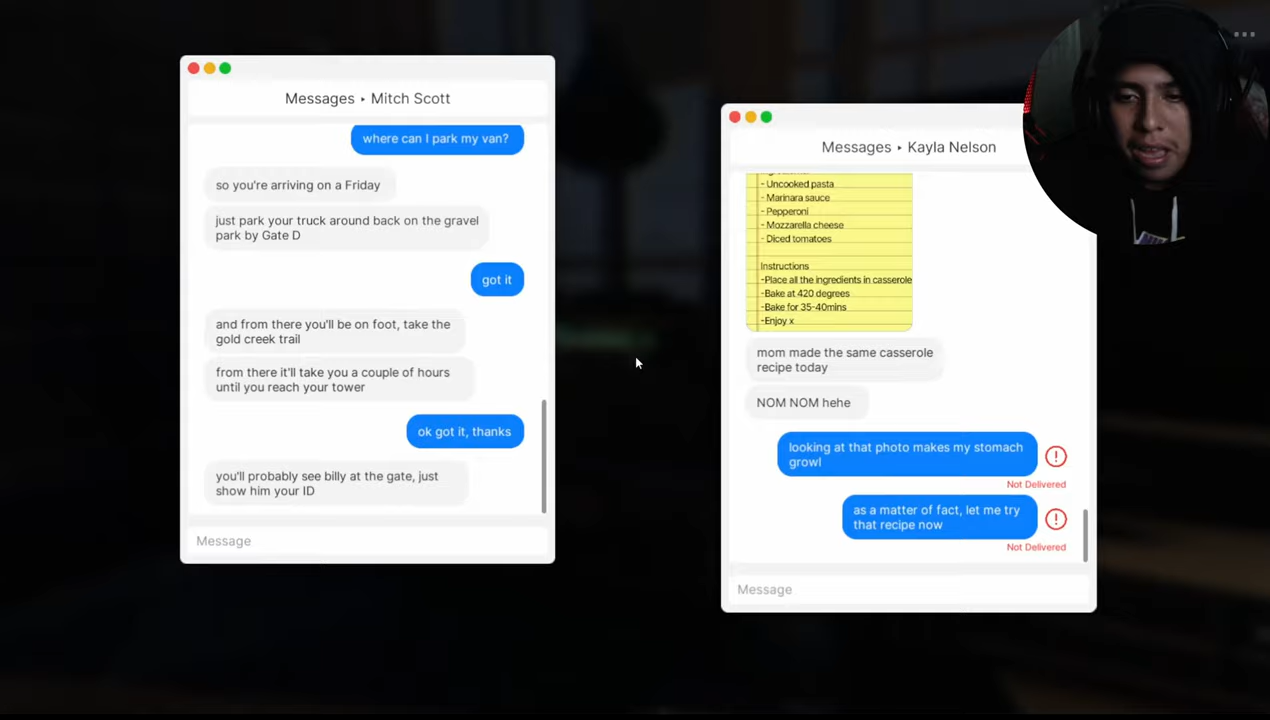 Messages ▸ Mitch Scott
where can I park my van?
so you're arriving on a Friday
just park your truck around back on the gravel
park by Gate D
got it
and from there you'll be on foot, take the
gold creek trail
from there it'll take you a couple of hours
until you reach your tower
ok got it, thanks
you'll probably see billy at the gate, just
show him your ID
Message
Messages ▸ Kayla Nelson
- Uncooked pasta
- Marinara sauce
- Pepperoni
- Mozzarella cheese
- Diced tomatoes
Instructions
-Place all the ingredients in casserole
-Bake at 420 degrees
-Bake for 35-40mins
-Enjoy x
mom made the same casserole
recipe today
NOM NOM hehe
looking at that photo makes my stomach
growl
Not Delivered
as a matter of fact, let me try
that recipe now
Not Delivered
Message